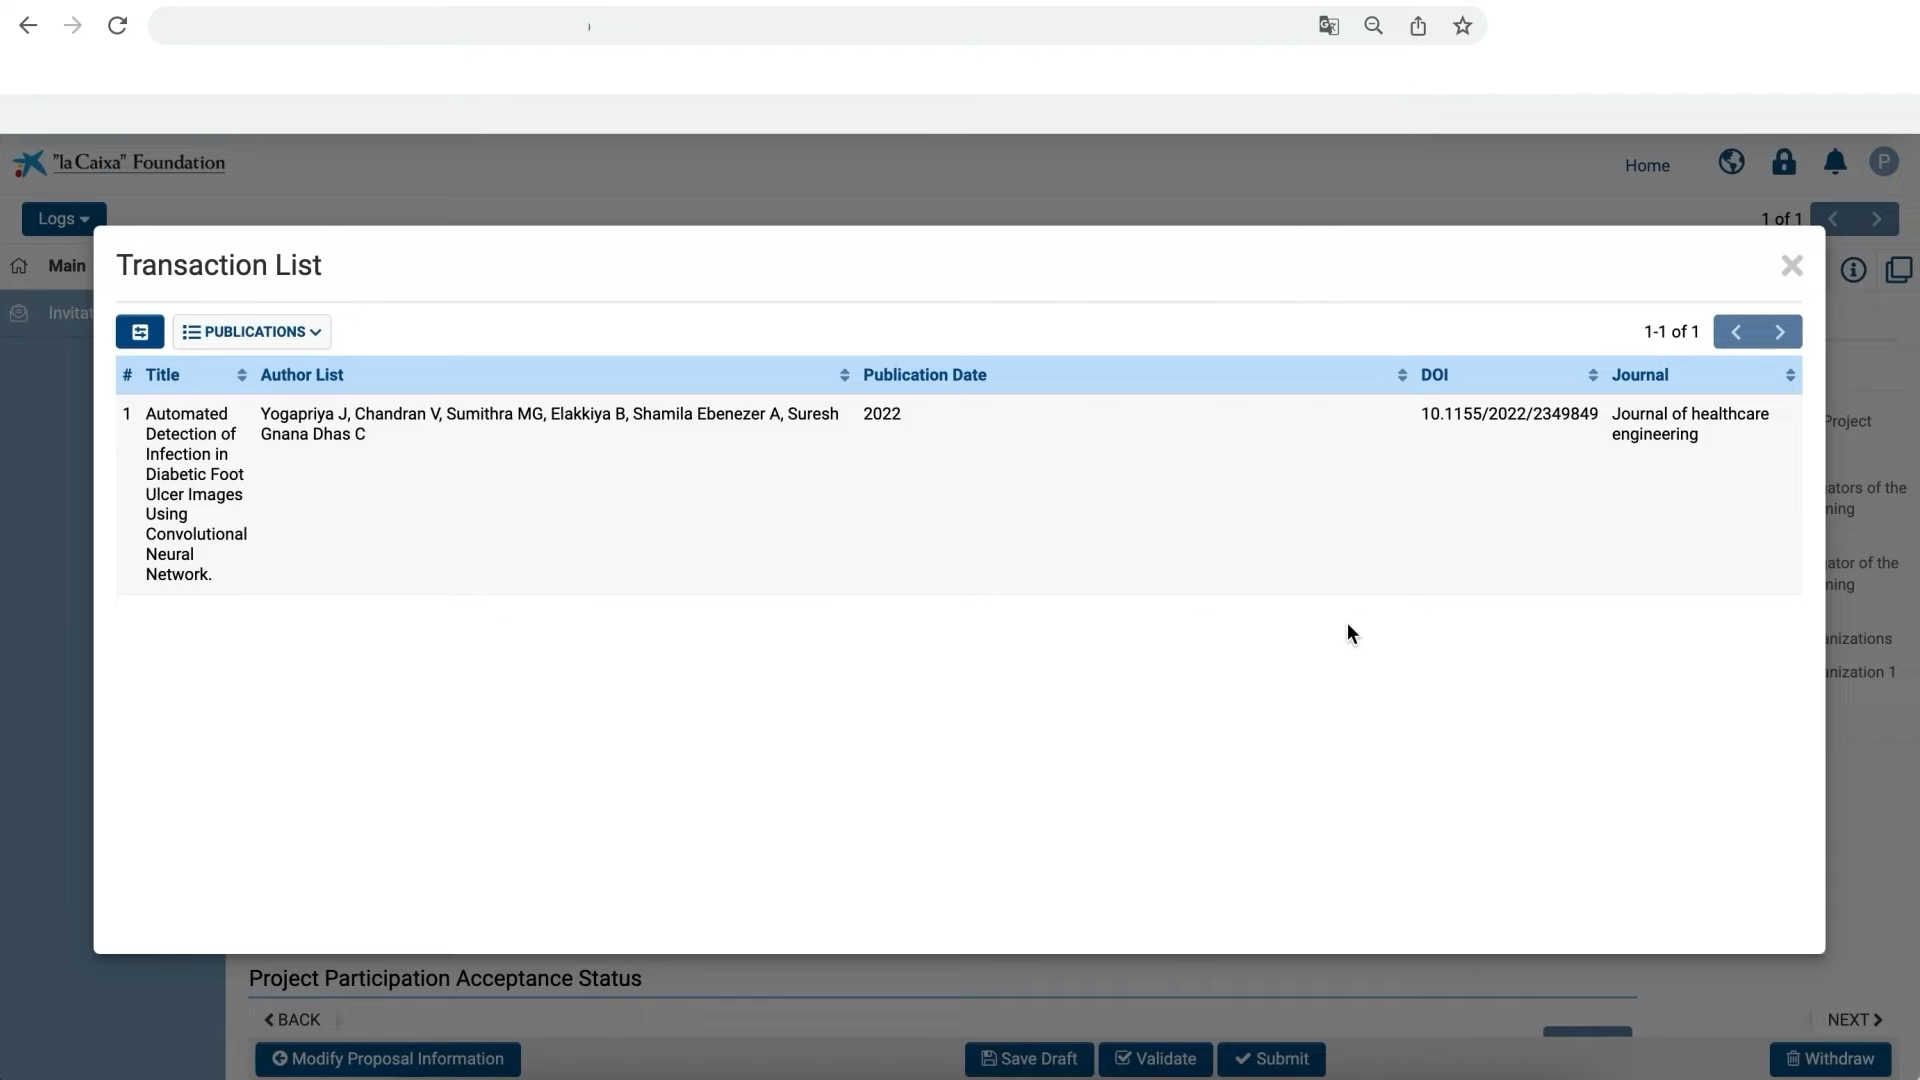 "la Caixa" Foundation
Home
P
Logs
1 of 1
Main
Transaction List
Invitat
PUBLICATIONS
1-1 of 1
# Title Author List Publication Date DOI Journal
1 Automated Yogapriya J, Chandran V, Sumithra MG, Elakkiya B, Shamila Ebenezer A, Suresh 2022 10.1155/2022/2349849 Journal of healthcare
Detection of Gnana Dhas C engineering
Infection in
Diabetic Foot
Ulcer Images
Using
Convolutional
Neural
Network.
Project
ators of the
ning
ator of the
ning
anizations
anization 1
Project Participation Acceptance Status
BACK
NEXT
Modify Proposal Information
Save Draft
Validate
Submit
Withdraw